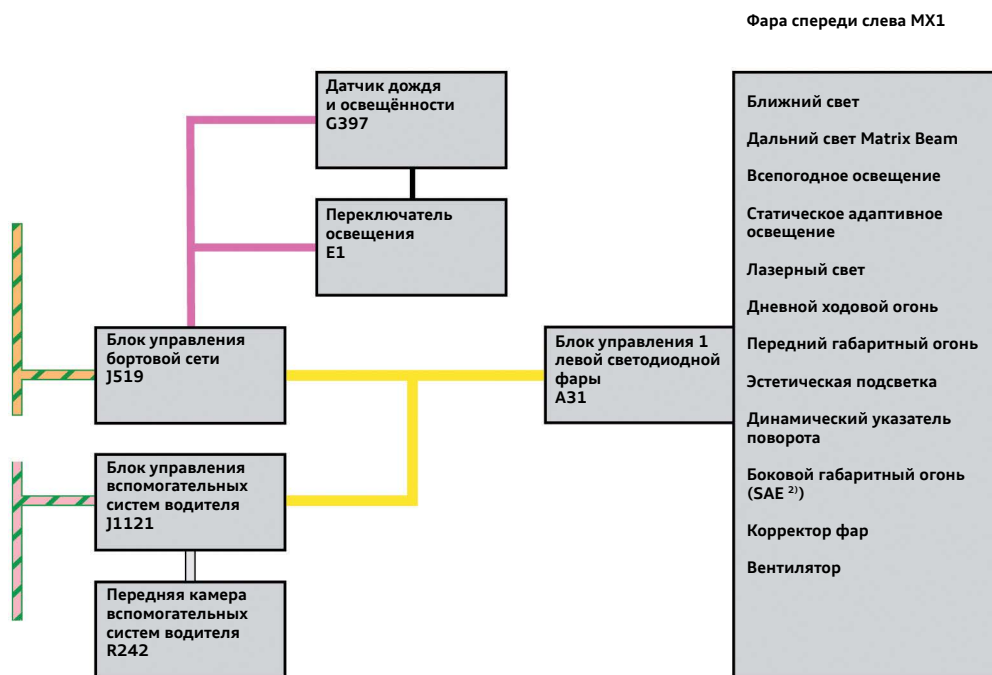 Фара спереди слева MX1
Датчик дождя
и освещённости
G397
Переключатель
освещения
E1
Блок управления
бортовой сети
J519
Блок управления
вспомогательных
систем водителя
J1121
Передняя камера
вспомогательных
систем водителя
R242
Блок управления 1
левой светодиодной
фары
A31
Ближний свет
Дальний свет Matrix Beam
Всепогодное освещение
Статическое адаптивное
освещение
Лазерный свет
Дневной ходовой огонь
Передний габаритный огонь
Эстетическая подсветка
Динамический указатель
поворота
Боковой габаритный огонь
(SAE ²⁾)
Корректор фар
Вентилятор